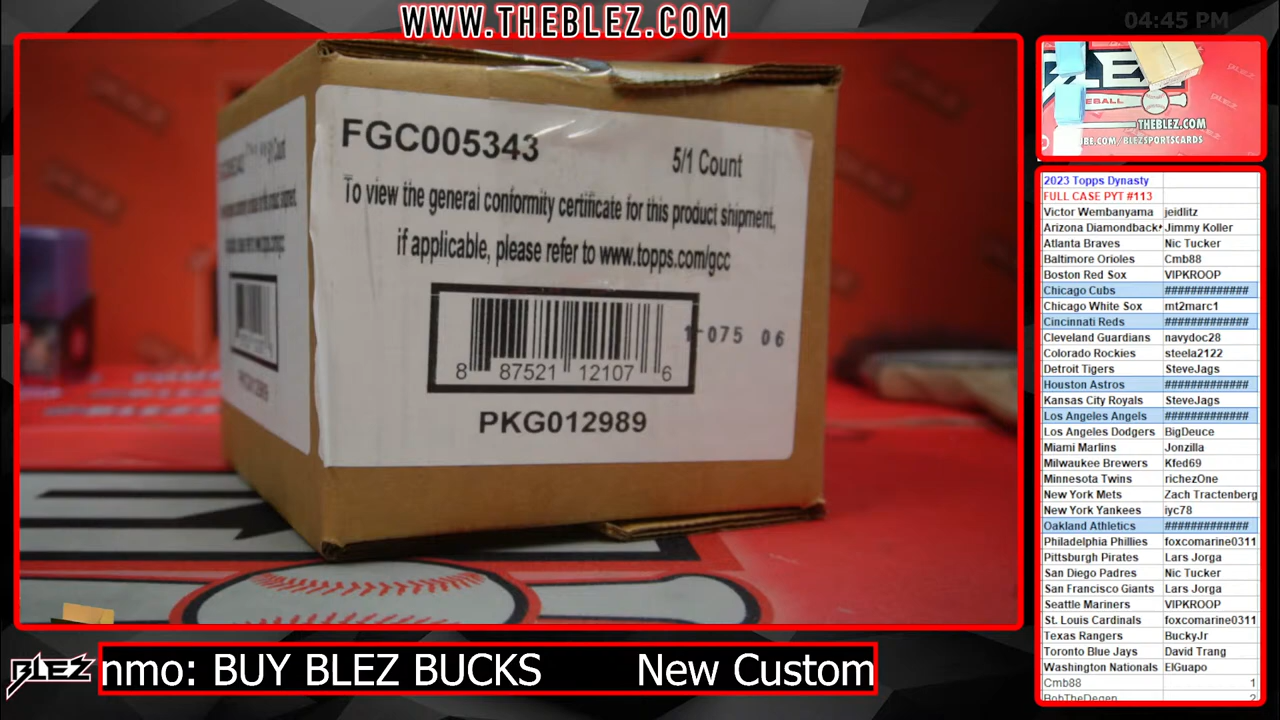 WWW.THEBLEZ.COM
04:45 PM
FGC005343
5/1 Count
To view the general conformity certificate for this product shipment,
if applicable, please refer to www.topps.com/gcc
1-075 06
8 87521 12107 6
PKG012989
BLEZ
THEBLEZ.COM
2023 Topps Dynasty
FULL CASE PYT #113
Victor Wembanyama jeidlitz
Arizona Diamondback Jimmy Koller
Atlanta Braves Nic Tucker
Baltimore Orioles Cmb88
Boston Red Sox VIPKROOP
Chicago Cubs #############
Chicago White Sox mt2marc1
Cincinnati Reds #############
Cleveland Guardians navydoc28
Colorado Rockies steela2122
Detroit Tigers SteveJags
Houston Astros #############
Kansas City Royals SteveJags
Los Angeles Angels #############
Los Angeles Dodgers BigDeuce
Miami Marlins Jonzilla
Milwaukee Brewers Kfed69
Minnesota Twins richezOne
New York Mets Zach Tractenberg
New York Yankees iyc78
Oakland Athletics #############
Philadelphia Phillies foxcomarine0311
Pittsburgh Pirates Lars Jorga
San Diego Padres Nic Tucker
San Francisco Giants Lars Jorga
Seattle Mariners VIPKROOP
St. Louis Cardinals foxcomarine0311
Texas Rangers BuckyJr
Toronto Blue Jays David Trang
Washington Nationals ElGuapo
Cmb88 1
BobTheDegen 2
BLEZ
nmo: BUY BLEZ BUCKS New Custom